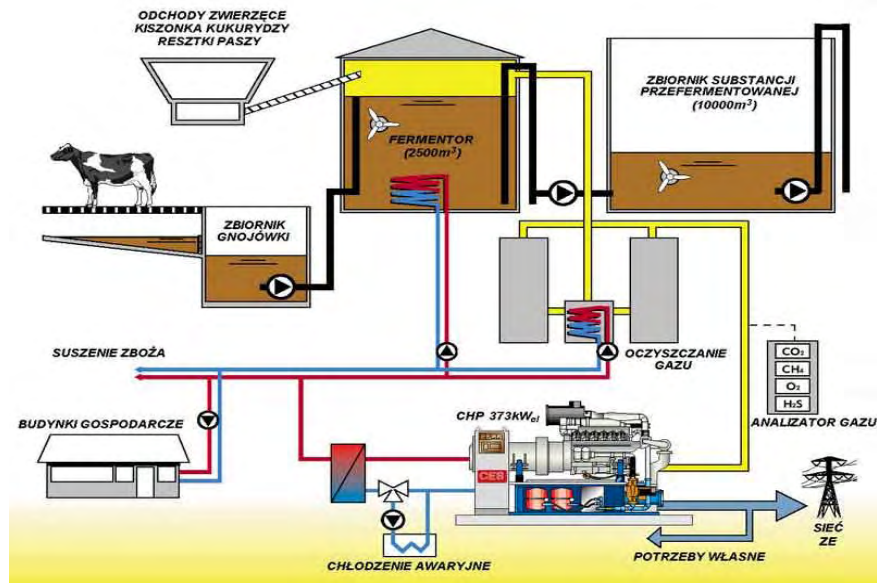 ODCHODY ZWIERZĘCE
KISZONKA KUKURYDZY
RESZTKI PASZY
ZBIORNIK SUBSTANCJI
PRZEFERMENTOWANEJ
(10000m³)
FERMENTOR
(2500m³)
ZBIORNIK
GNOJÓWKI
SUSZENIE ZBOŻA
OCZYSZCZANIE
GAZU
CO₂
CH₄
O₂
H₂S
ANALIZATOR GAZU
BUDYNKI GOSPODARCZE
CHP 373kWel
CES
SIEĆ
ZE
POTRZEBY WŁASNE
CHŁODZENIE AWARYJNE